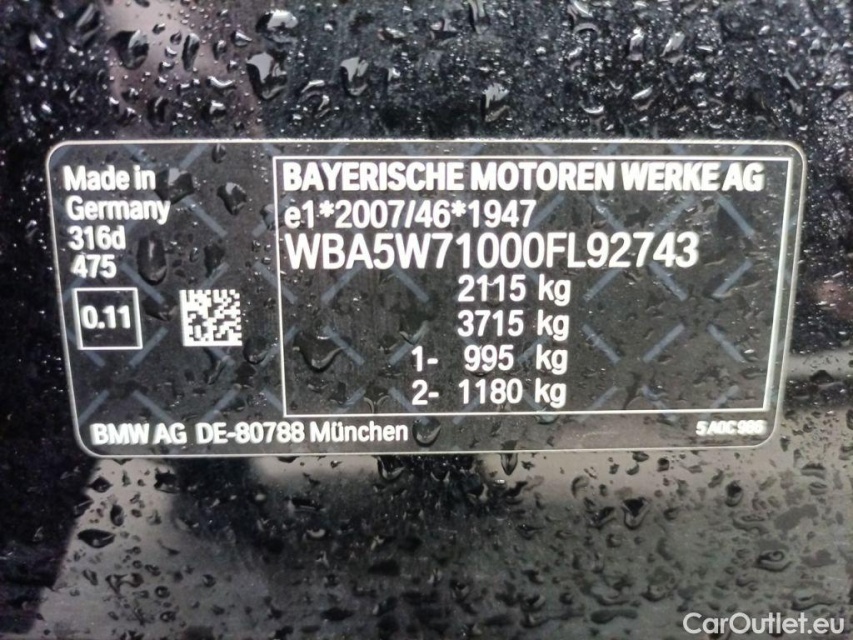 Made in
Germany
316d
475
0.11
BAYERISCHE MOTOREN WERKE AG
e1*2007/46*1947
WBA5W71000FL92743
2115 kg
3715 kg
1- 995 kg
2- 1180 kg
BMW AG DE-80788 München
5A0C986
CarOutlet.eu